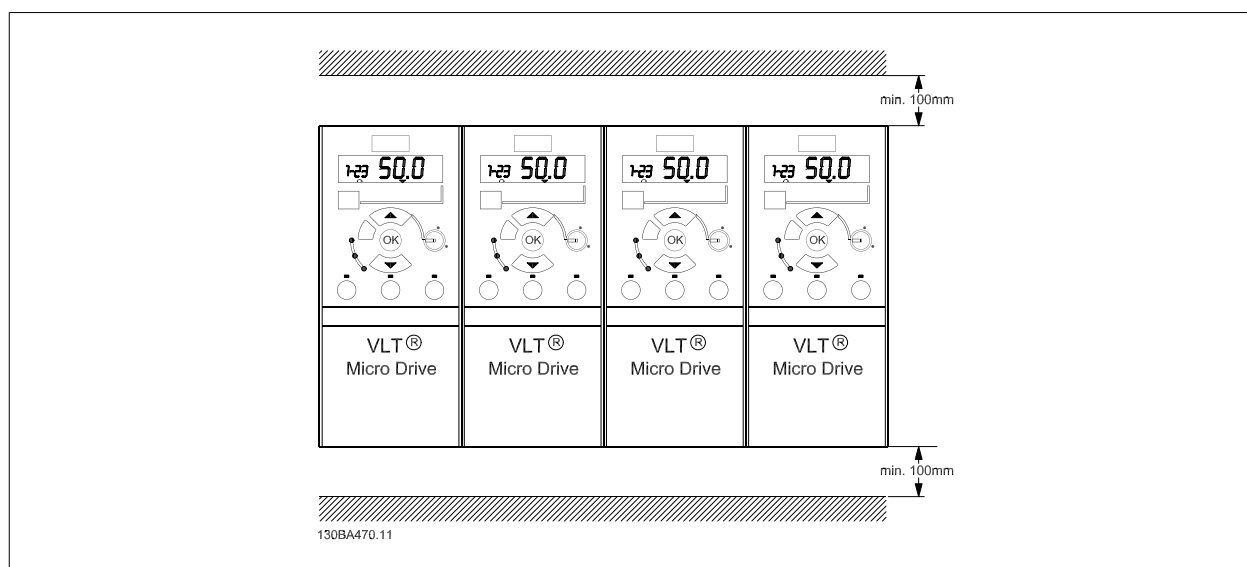 min. 100mm
1-23 50.0
1-23 50.0
1-23 50.0
1-23 50.0
OK
OK
OK
OK
VLT®
Micro Drive
VLT®
Micro Drive
VLT®
Micro Drive
VLT®
Micro Drive
min. 100mm
130BA470.11